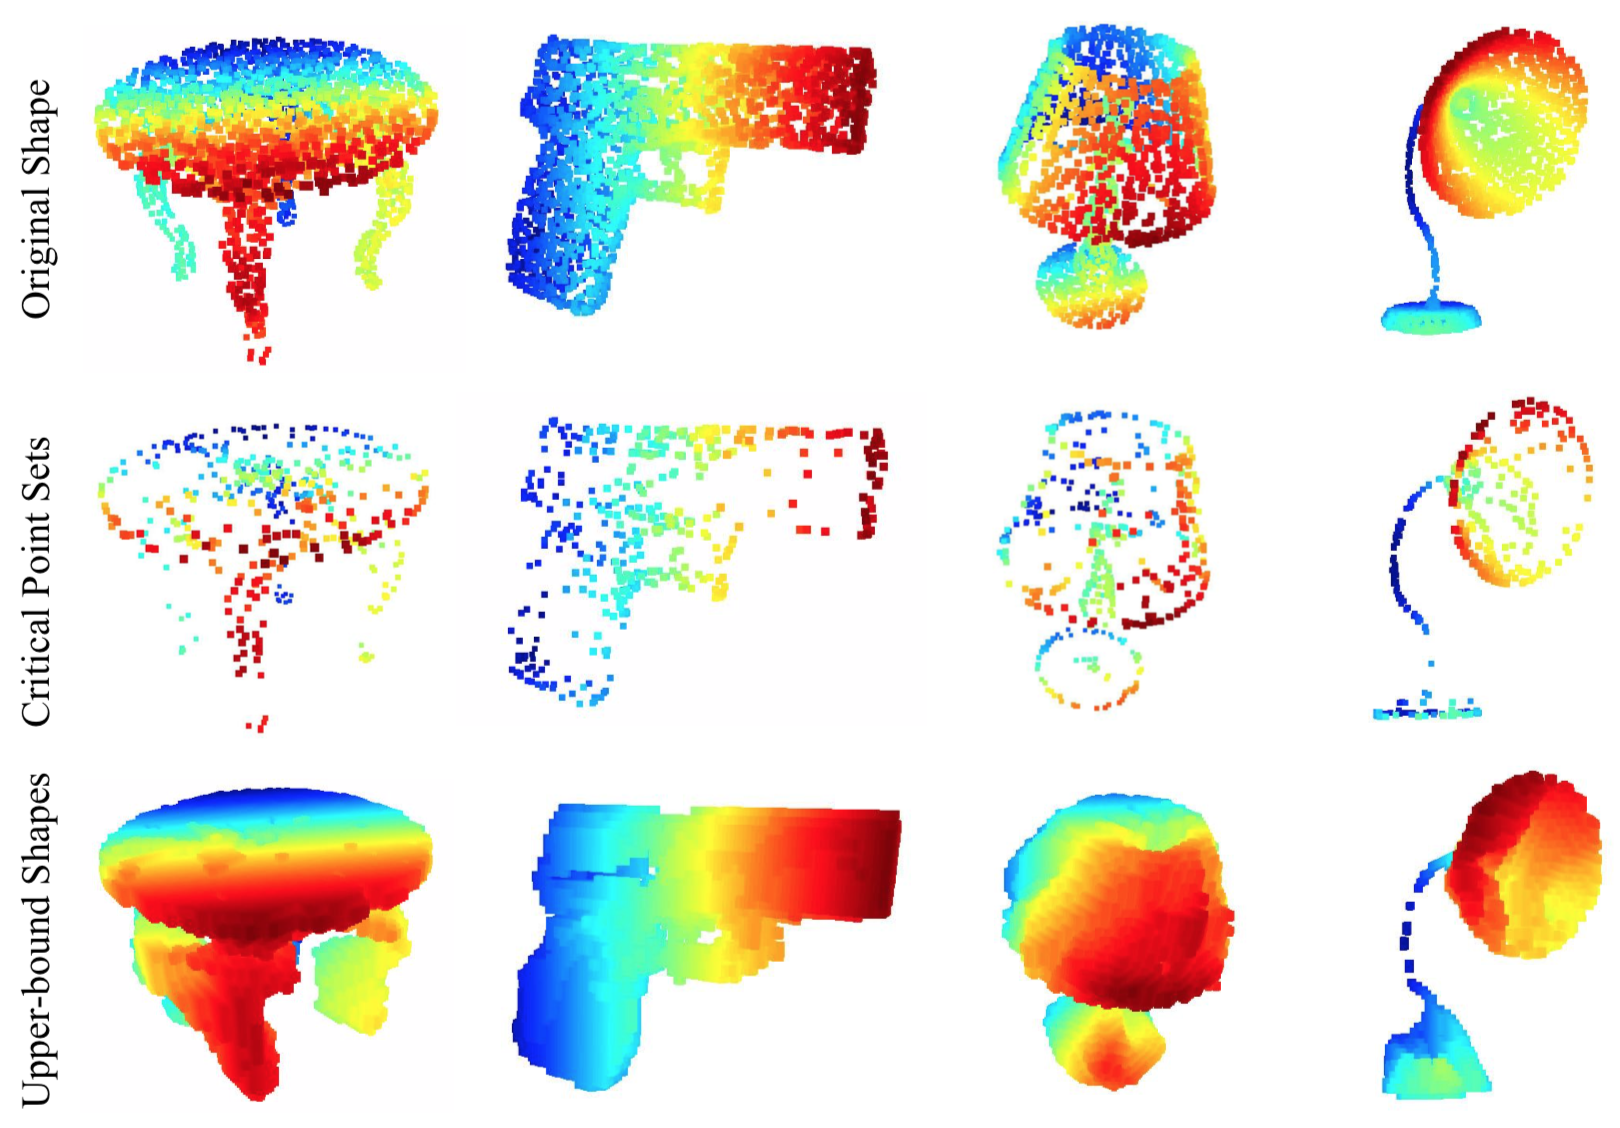 Original Shape
Critical Point Sets
Upper-bound Shapes